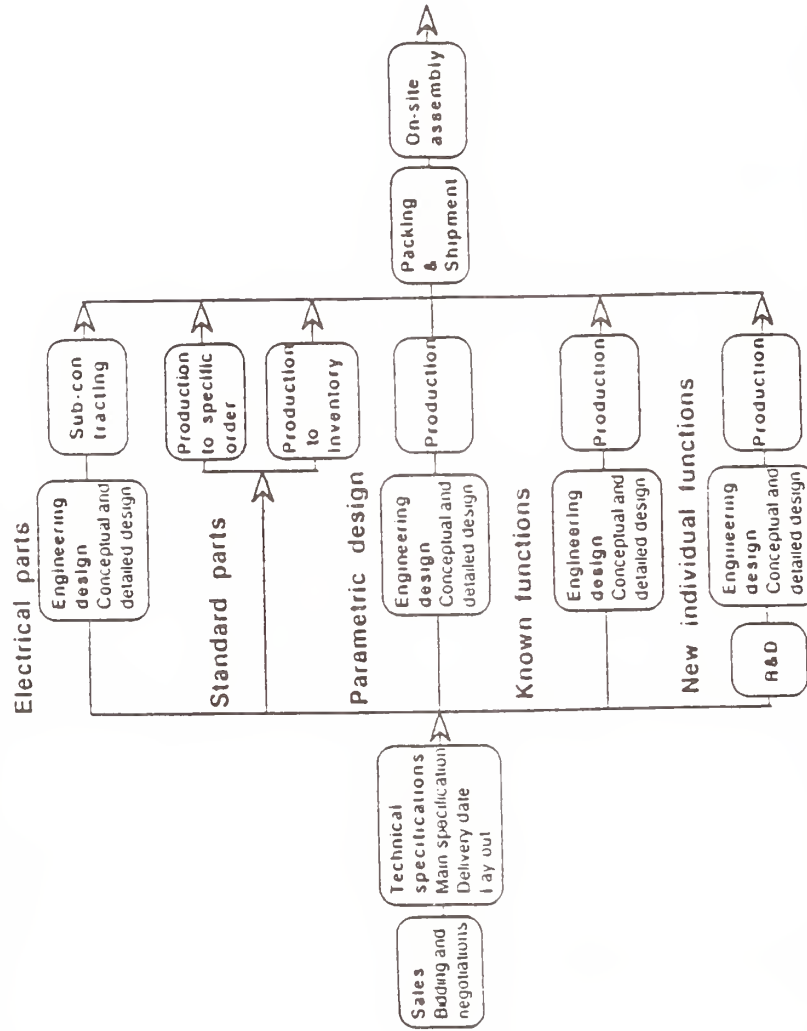 Sales
Bidding and
negotiations
Technical
specifications
Main specification
Delivery date
Lay out
Electrical parts
Engineering
design
Conceptual and
detailed design
Sub-con
tracting
Standard parts
Production
to specific
order
Production
to
Inventory
Parametric design
Engineering
design
Conceptual and
detailed design
Production
Known functions
Engineering
design
Conceptual and
detailed design
Production
New individual functions
R&D
Engineering
design
Conceptual and
detailed design
Production
Packing
&
Shipment
On-site
assembly